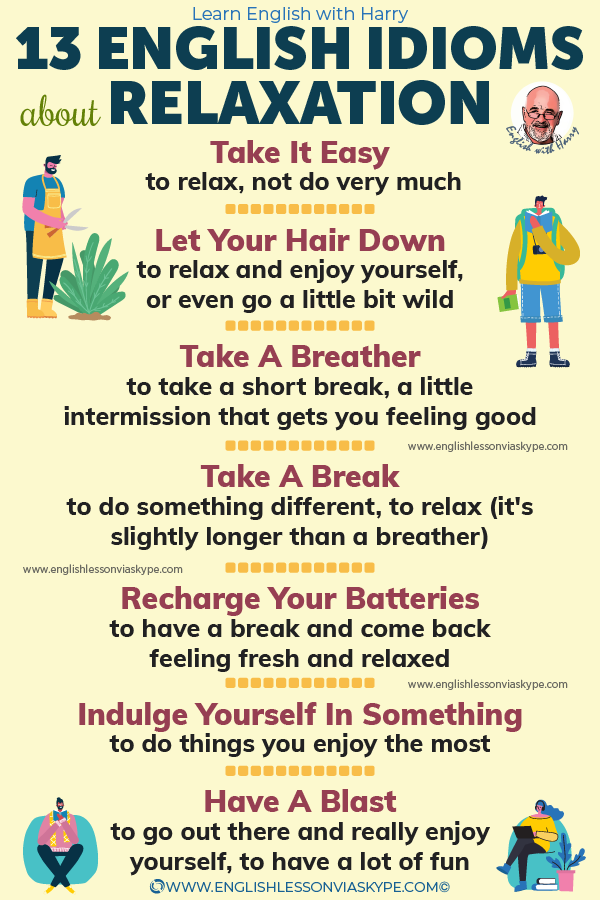 Learn English with Harry
13 ENGLISH IDIOMS
about RELAXATION
English with Harry
Take It Easy
to relax, not do very much
Let Your Hair Down
to relax and enjoy yourself,
or even go a little bit wild
Take A Breather
to take a short break, a little
intermission that gets you feeling good
www.englishlessonviaskype.com
Take A Break
to do something different, to relax (it's
slightly longer than a breather)
www.englishlessonviaskype.com
Recharge Your Batteries
to have a break and come back
feeling fresh and relaxed
www.englishlessonviaskype.com
Indulge Yourself In Something
to do things you enjoy the most
Have A Blast
to go out there and really enjoy
yourself, to have a lot of fun
WWW.ENGLISHLESSONVIASKYPE.COM©